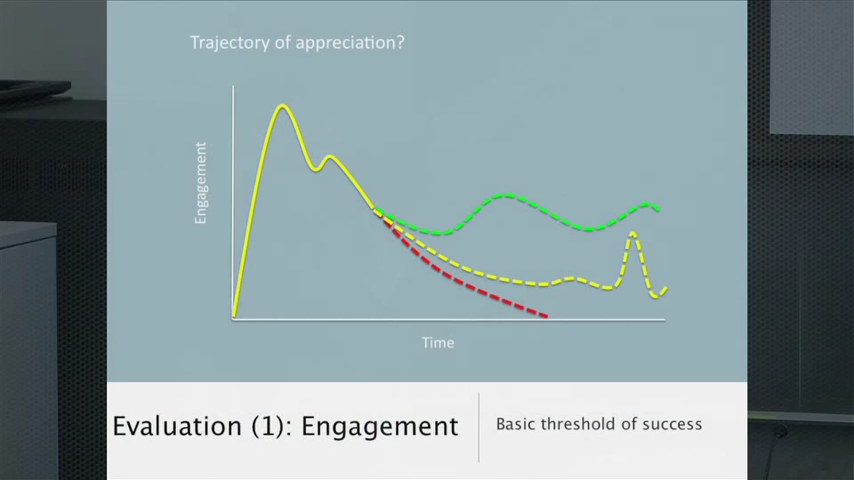 Trajectory of appreciation?
Engagement
Time
Evaluation (1): Engagement
Basic threshold of success